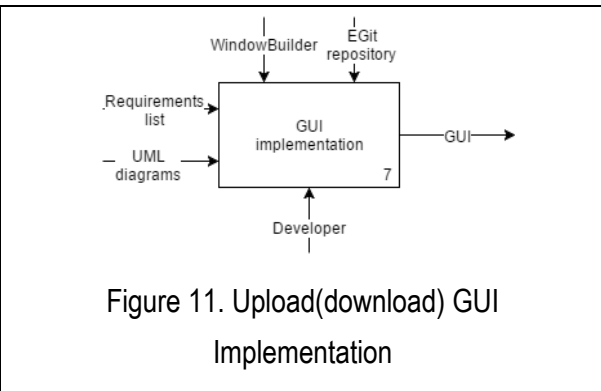 WindowBuilder
EGit
repository
Requirements
list
UML
diagrams
GUI
implementation
7
GUI
Developer
Figure 11. Upload(download) GUI
Implementation